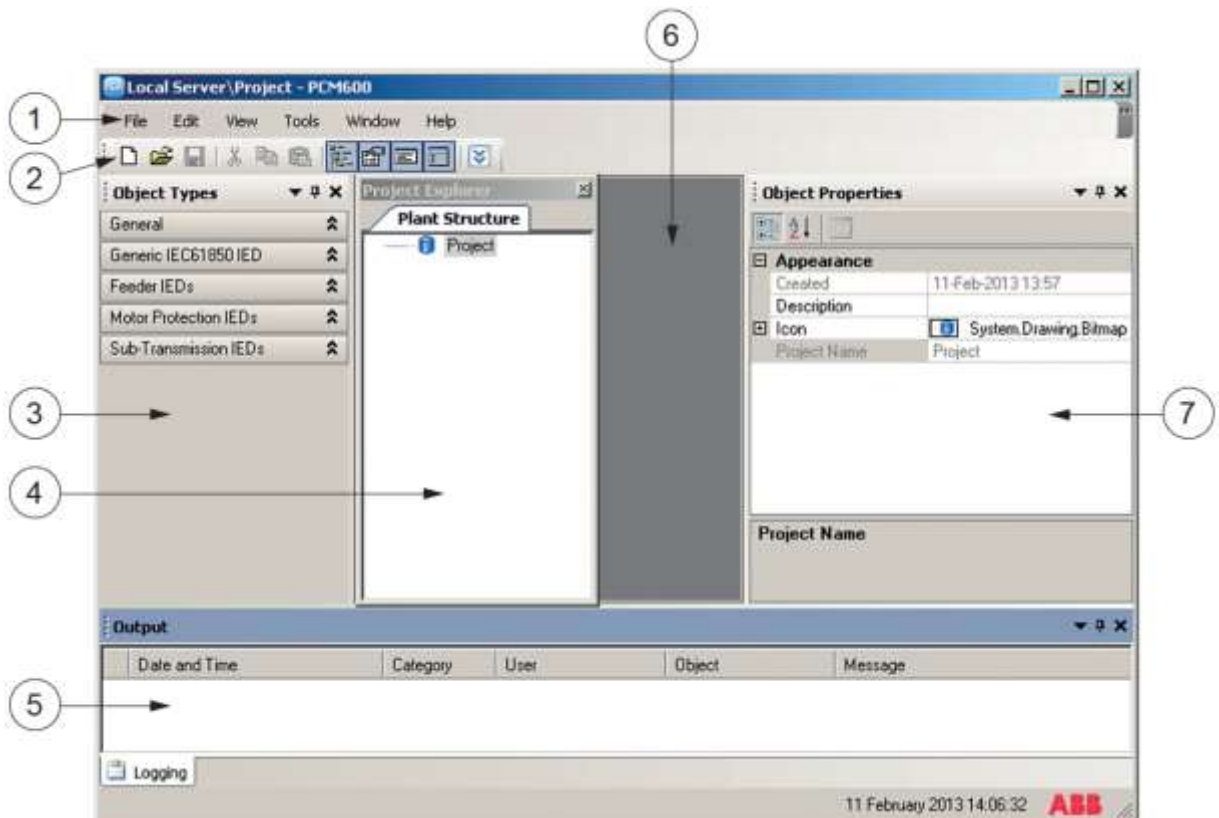 6
Local Server\Project - PCM600
1
File Edit View Tools Window Help
2
Object Types
Project Explorer
Object Properties
General
Plant Structure
Generic IEC61850 IED
Project
Feeder IEDs
Appearance
Created 11-Feb-2013 13:57
Motor Protection IEDs
Description
Sub-Transmission IEDs
Icon System.Drawing.Bitmap
Project Name Project
3
7
4
Project Name
Output
Date and Time Category User Object Message
5
Logging
11 February 2013 14:06:32 ABB